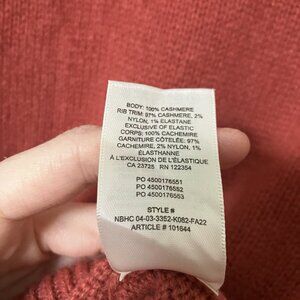 BODY: 100% CASHMERE
RIB TRIM: 97% CASHMERE, 2%
NYLON, 1% ELASTANE
EXCLUSIVE OF ELASTIC
CORPS: 100% CACHEMIRE
GARNITURE CÔTELÉE: 97%
CACHEMIRE, 2% NYLON, 1%
ÉLASTHANNE
À L'EXCLUSION DE L'ÉLASTIQUE
CA 23725 RN 122354
PO 4500176551
PO 4500176552
PO 4500176553
STYLE #
NBHC 04-03-3352-K082-FA22
ARTICLE # 101644